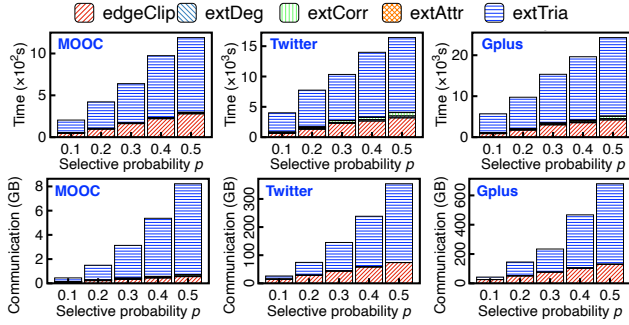 edgeClip extDeg extCorr extAttr extTria
MOOC
Time (×10²s)
0 5 10
0.1 0.2 0.3 0.4 0.5
Selective probability p
Twitter
Time (×10³s)
0 5 10 15
0.1 0.2 0.3 0.4 0.5
Selective probability p
Gplus
Time (×10³s)
0 10 20
0.1 0.2 0.3 0.4 0.5
Selective probability p
MOOC
Communication (GB)
0 2 4 6 8
0.1 0.2 0.3 0.4 0.5
Selective probability p
Twitter
Communication (GB)
0 100 200 300
0.1 0.2 0.3 0.4 0.5
Selective probability p
Gplus
Communication (GB)
0 200 400 600
0.1 0.2 0.3 0.4 0.5
Selective probability p